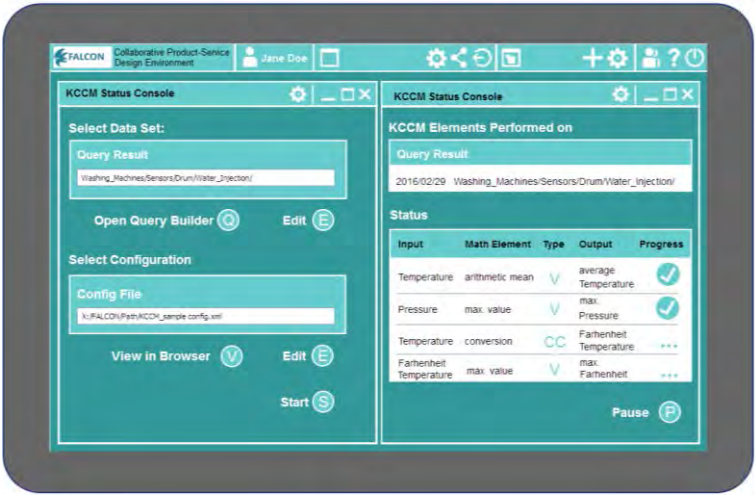 FALCON
Collaborative Product-Service
Design Environment
Jane Doe
?
KCCM Status Console
Select Data Set:
Query Result
Washing_Machines/Sensors/Drum/Water_Injection/
Open Query Builder Q Edit E
Select Configuration
Config File
k:/FALCON/Path/KCCM_sample config.xml
View in Browser V Edit E
Start S
KCCM Status Console
KCCM Elements Performed on
Query Result
2016/02/29 Washing_Machines/Sensors/Drum/Water_Injection/
Status
Input Math Element Type Output Progress
Temperature arithmetic mean V average
Temperature
Pressure max. value V max.
Pressure
Temperature conversion CC Farhenheit
Temperature ...
Farhenheit
Temperature max. value V max.
Farhenheit ...
Pause P